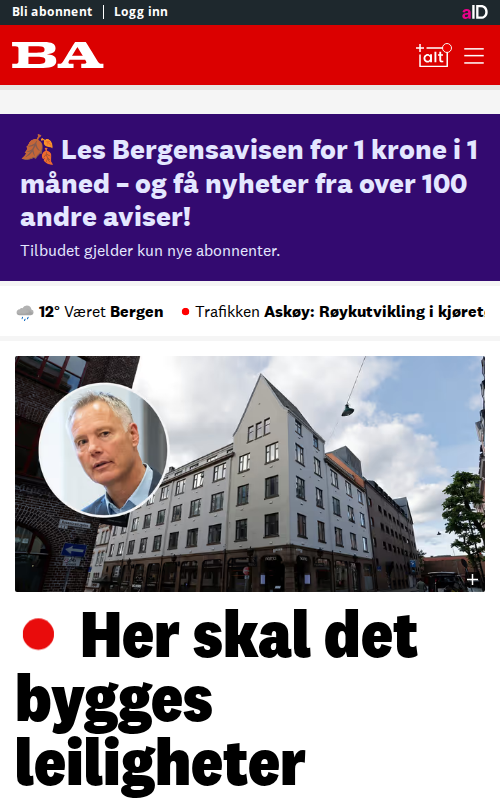 Bli abonnent | Logg inn
aID
BA
+alt
Les Bergensavisen for 1 krone i 1
måned – og få nyheter fra over 100
andre aviser!
Tilbudet gjelder kun nye abonnenter.
12° Været Bergen
Trafikken Askøy: Røykutvikling i kjøret
Her skal det
bygges
leiligheter